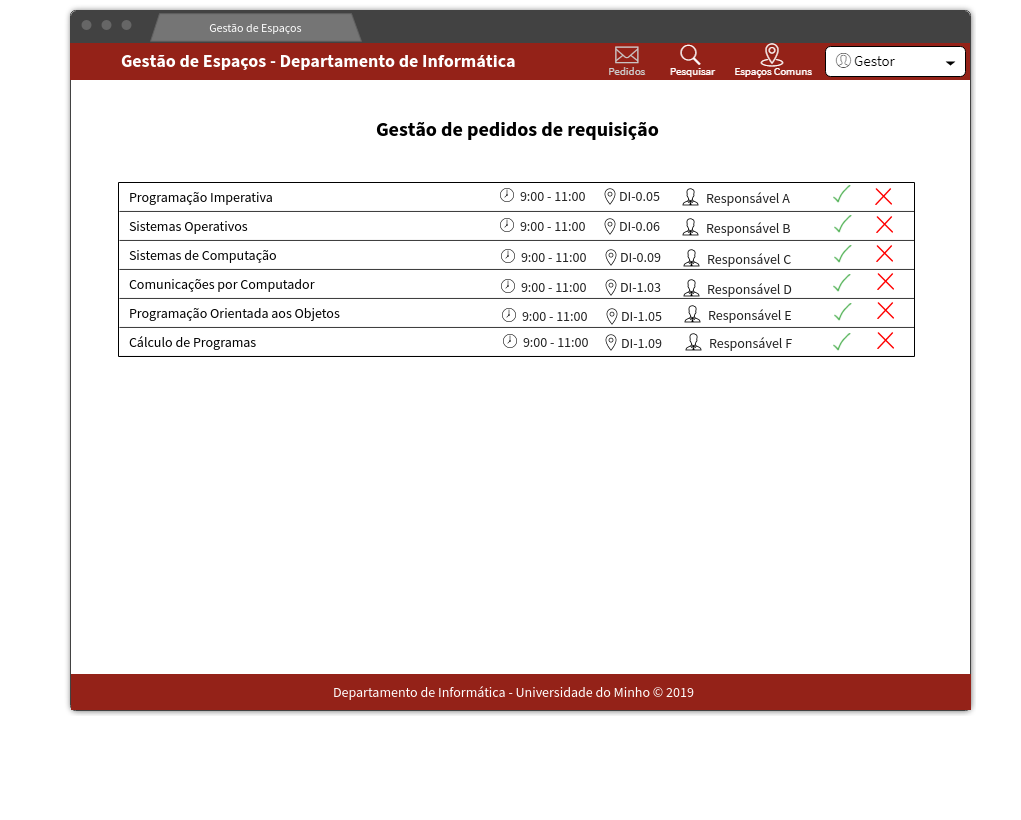 Gestão de Espaços
Gestão de Espaços - Departamento de Informática
Pedidos
Pesquisar
Espaços Comuns
Gestor
Gestão de pedidos de requisição
Programação Imperativa 9:00 - 11:00 DI-0.05 Responsável A
Sistemas Operativos 9:00 - 11:00 DI-0.06 Responsável B
Sistemas de Computação 9:00 - 11:00 DI-0.09 Responsável C
Comunicações por Computador 9:00 - 11:00 DI-1.03 Responsável D
Programação Orientada aos Objetos 9:00 - 11:00 DI-1.05 Responsável E
Cálculo de Programas 9:00 - 11:00 DI-1.09 Responsável F
Departamento de Informática - Universidade do Minho © 2019